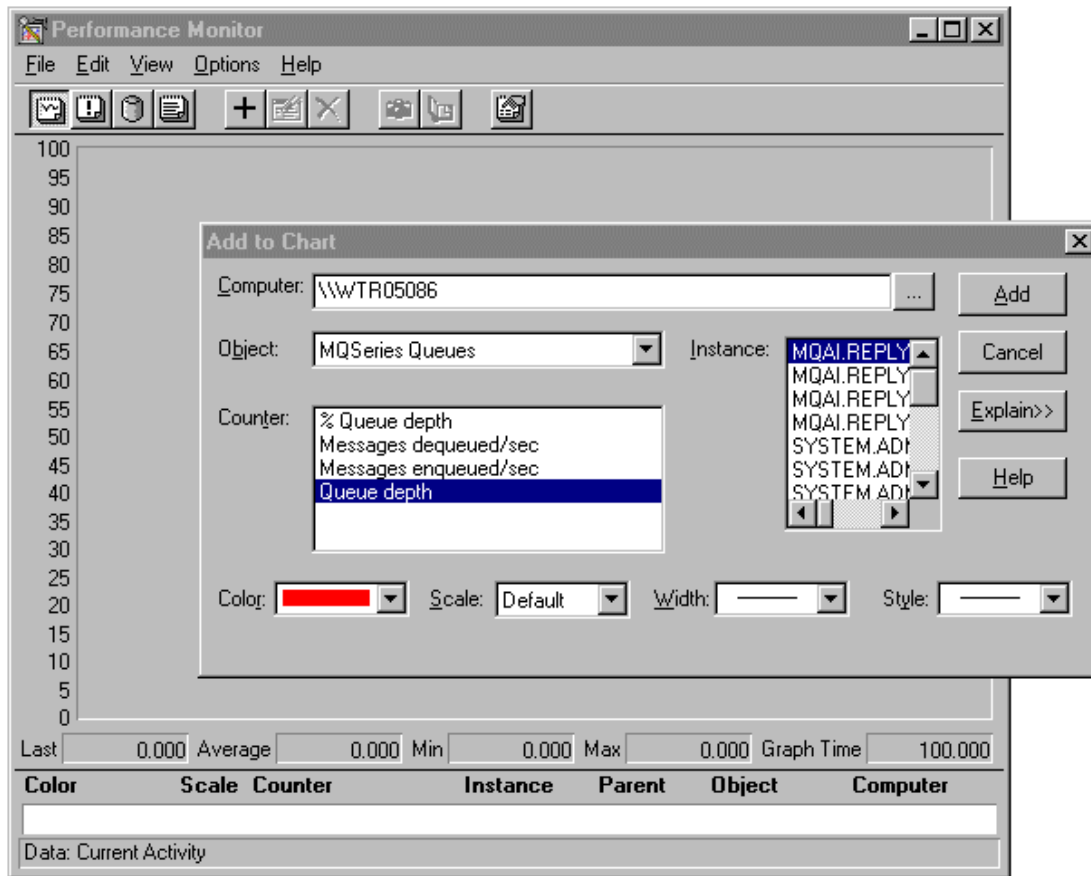 Performance Monitor
File Edit View Options Help
100
95
90
85
80
75
70
65
60
55
50
45
40
35
30
25
20
15
10
5
0
Add to Chart
Computer: \\WTR05086 ... Add
Object: MQSeries Queues Instance: Cancel
MQAI.REPLY
MQAI.REPLY
MQAI.REPLY
MQAI.REPLY
SYSTEM.ADM
SYSTEM.ADM
SYSTEM.ADM
Explain>>
Help
Counter:
% Queue depth
Messages dequeued/sec
Messages enqueued/sec
Queue depth
Color: Scale: Default Width: Style:
Last 0.000 Average 0.000 Min 0.000 Max 0.000 Graph Time 100.000
Color Scale Counter Instance Parent Object Computer
Data: Current Activity